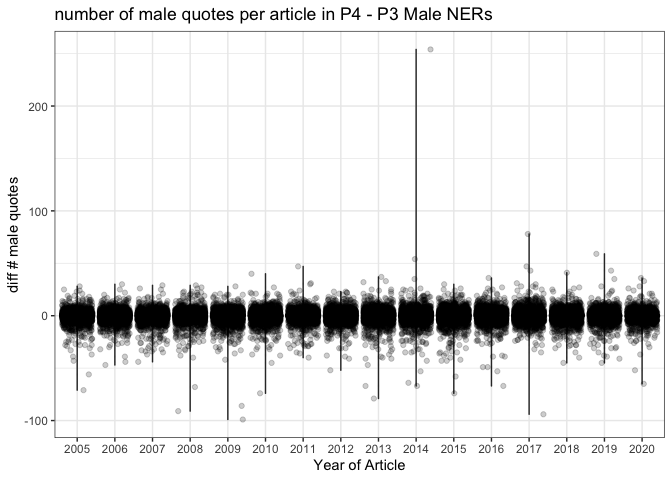 number of male quotes per article in P4 - P3 Male NERs
diff # male quotes
200
100
0
-100
2005 2006 2007 2008 2009 2010 2011 2012 2013 2014 2015 2016 2017 2018 2019 2020
Year of Article